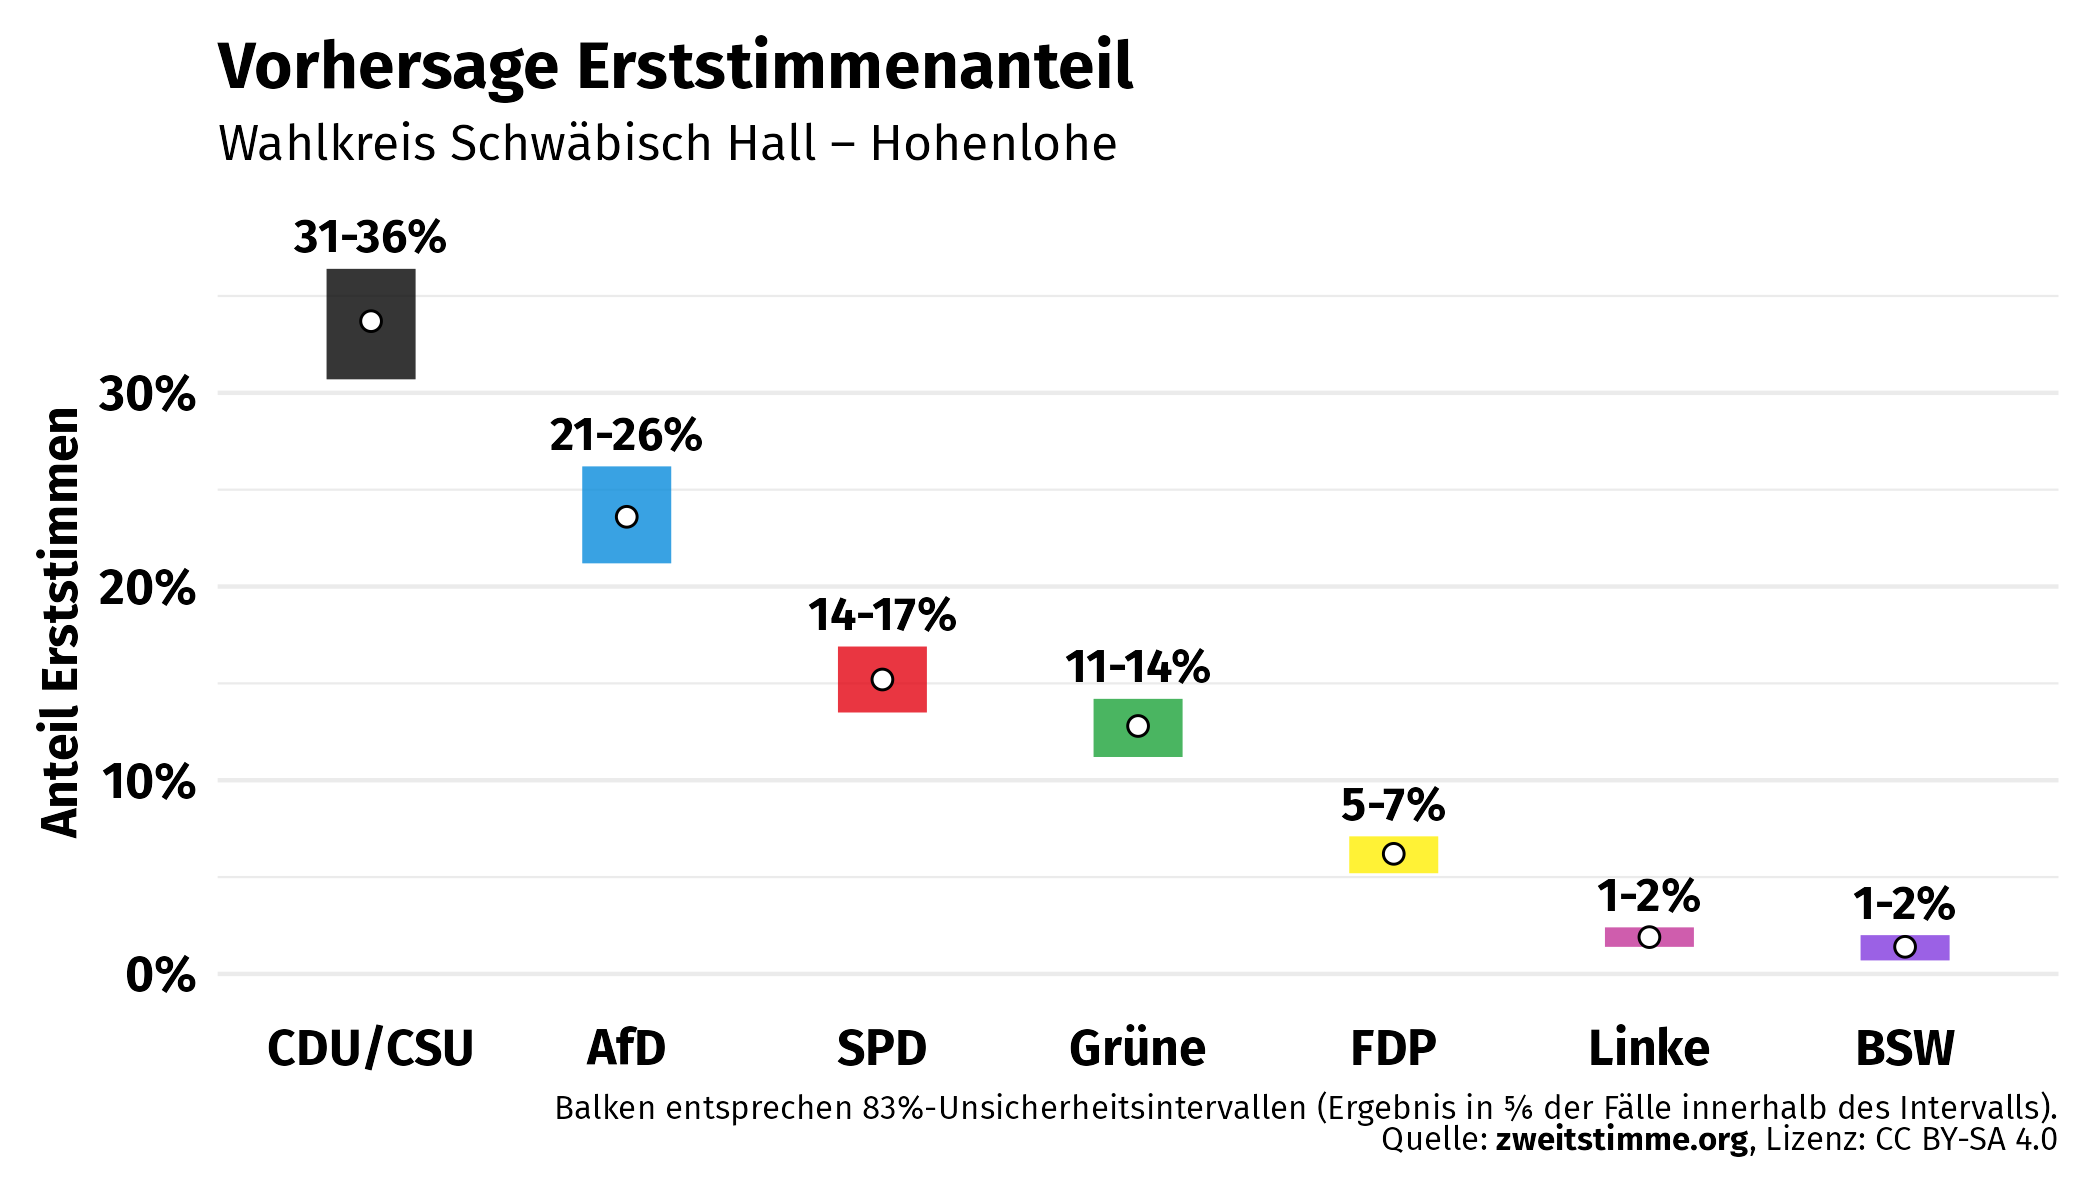 Vorhersage Erststimmenanteil
Wahlkreis Schwäbisch Hall – Hohenlohe
31-36%
30%
21-26%
20%
14-17%
11-14%
10%
5-7%
1-2%
1-2%
0%
Anteil Erststimmen
CDU/CSU AfD SPD Grüne FDP Linke BSW
Balken entsprechen 83%-Unsicherheitsintervallen (Ergebnis in ⅚ der Fälle innerhalb des Intervalls).
Quelle: zweitstimme.org, Lizenz: CC BY-SA 4.0